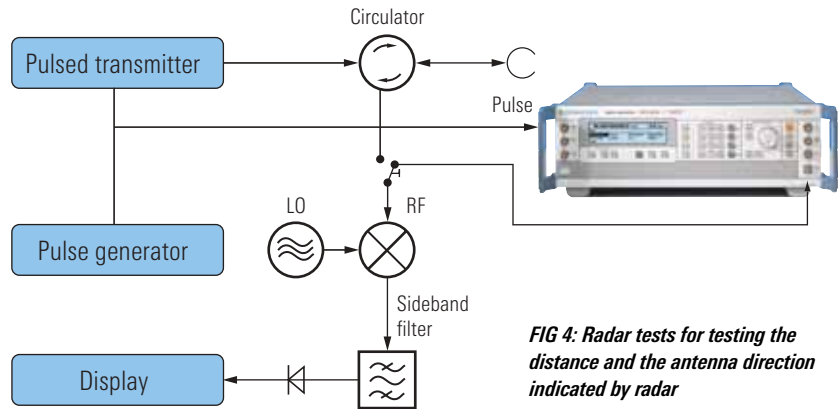 Circulator
Pulsed transmitter
Pulse
LO
RF
Pulse generator
Sideband
filter
Display
FIG 4: Radar tests for testing the
distance and the antenna direction
indicated by radar